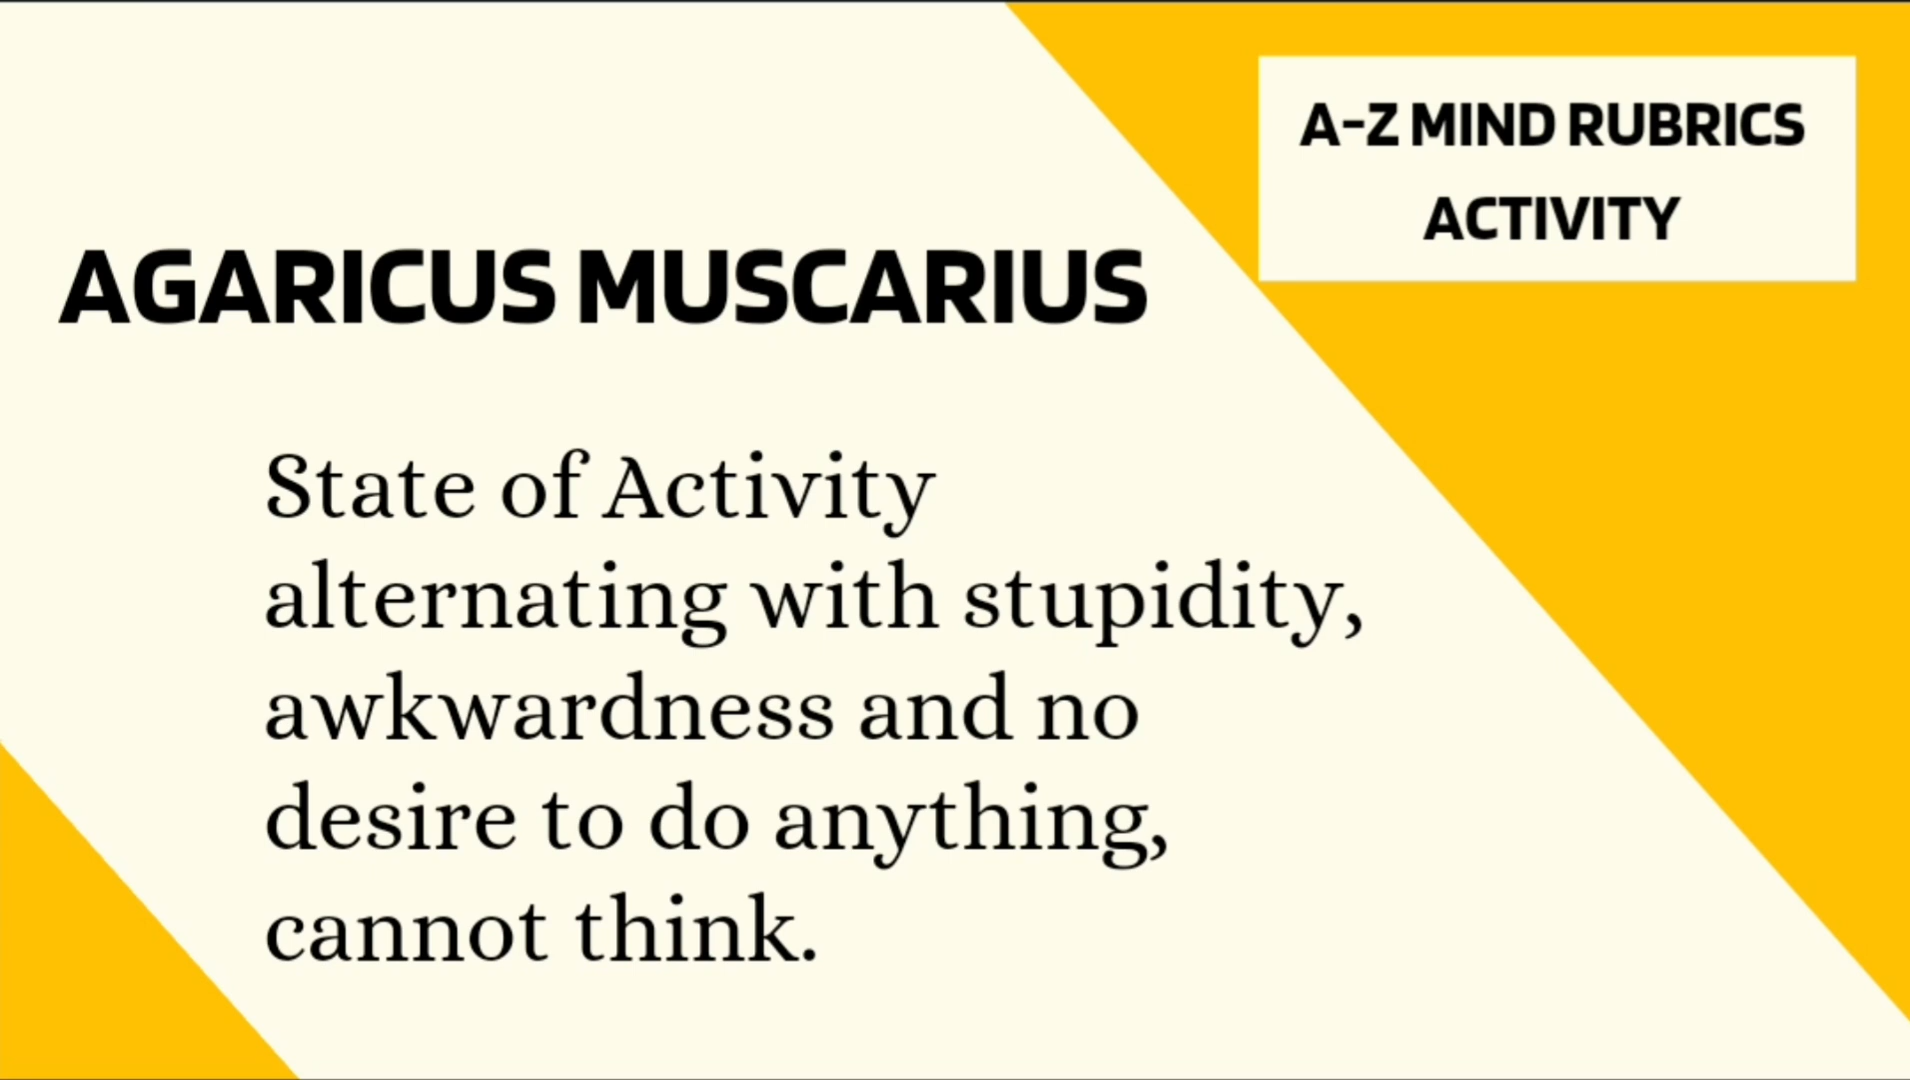 A-Z MIND RUBRICS
ACTIVITY
AGARICUS MUSCARIUS
State of Activity
alternating with stupidity,
awkwardness and no
desire to do anything,
cannot think.